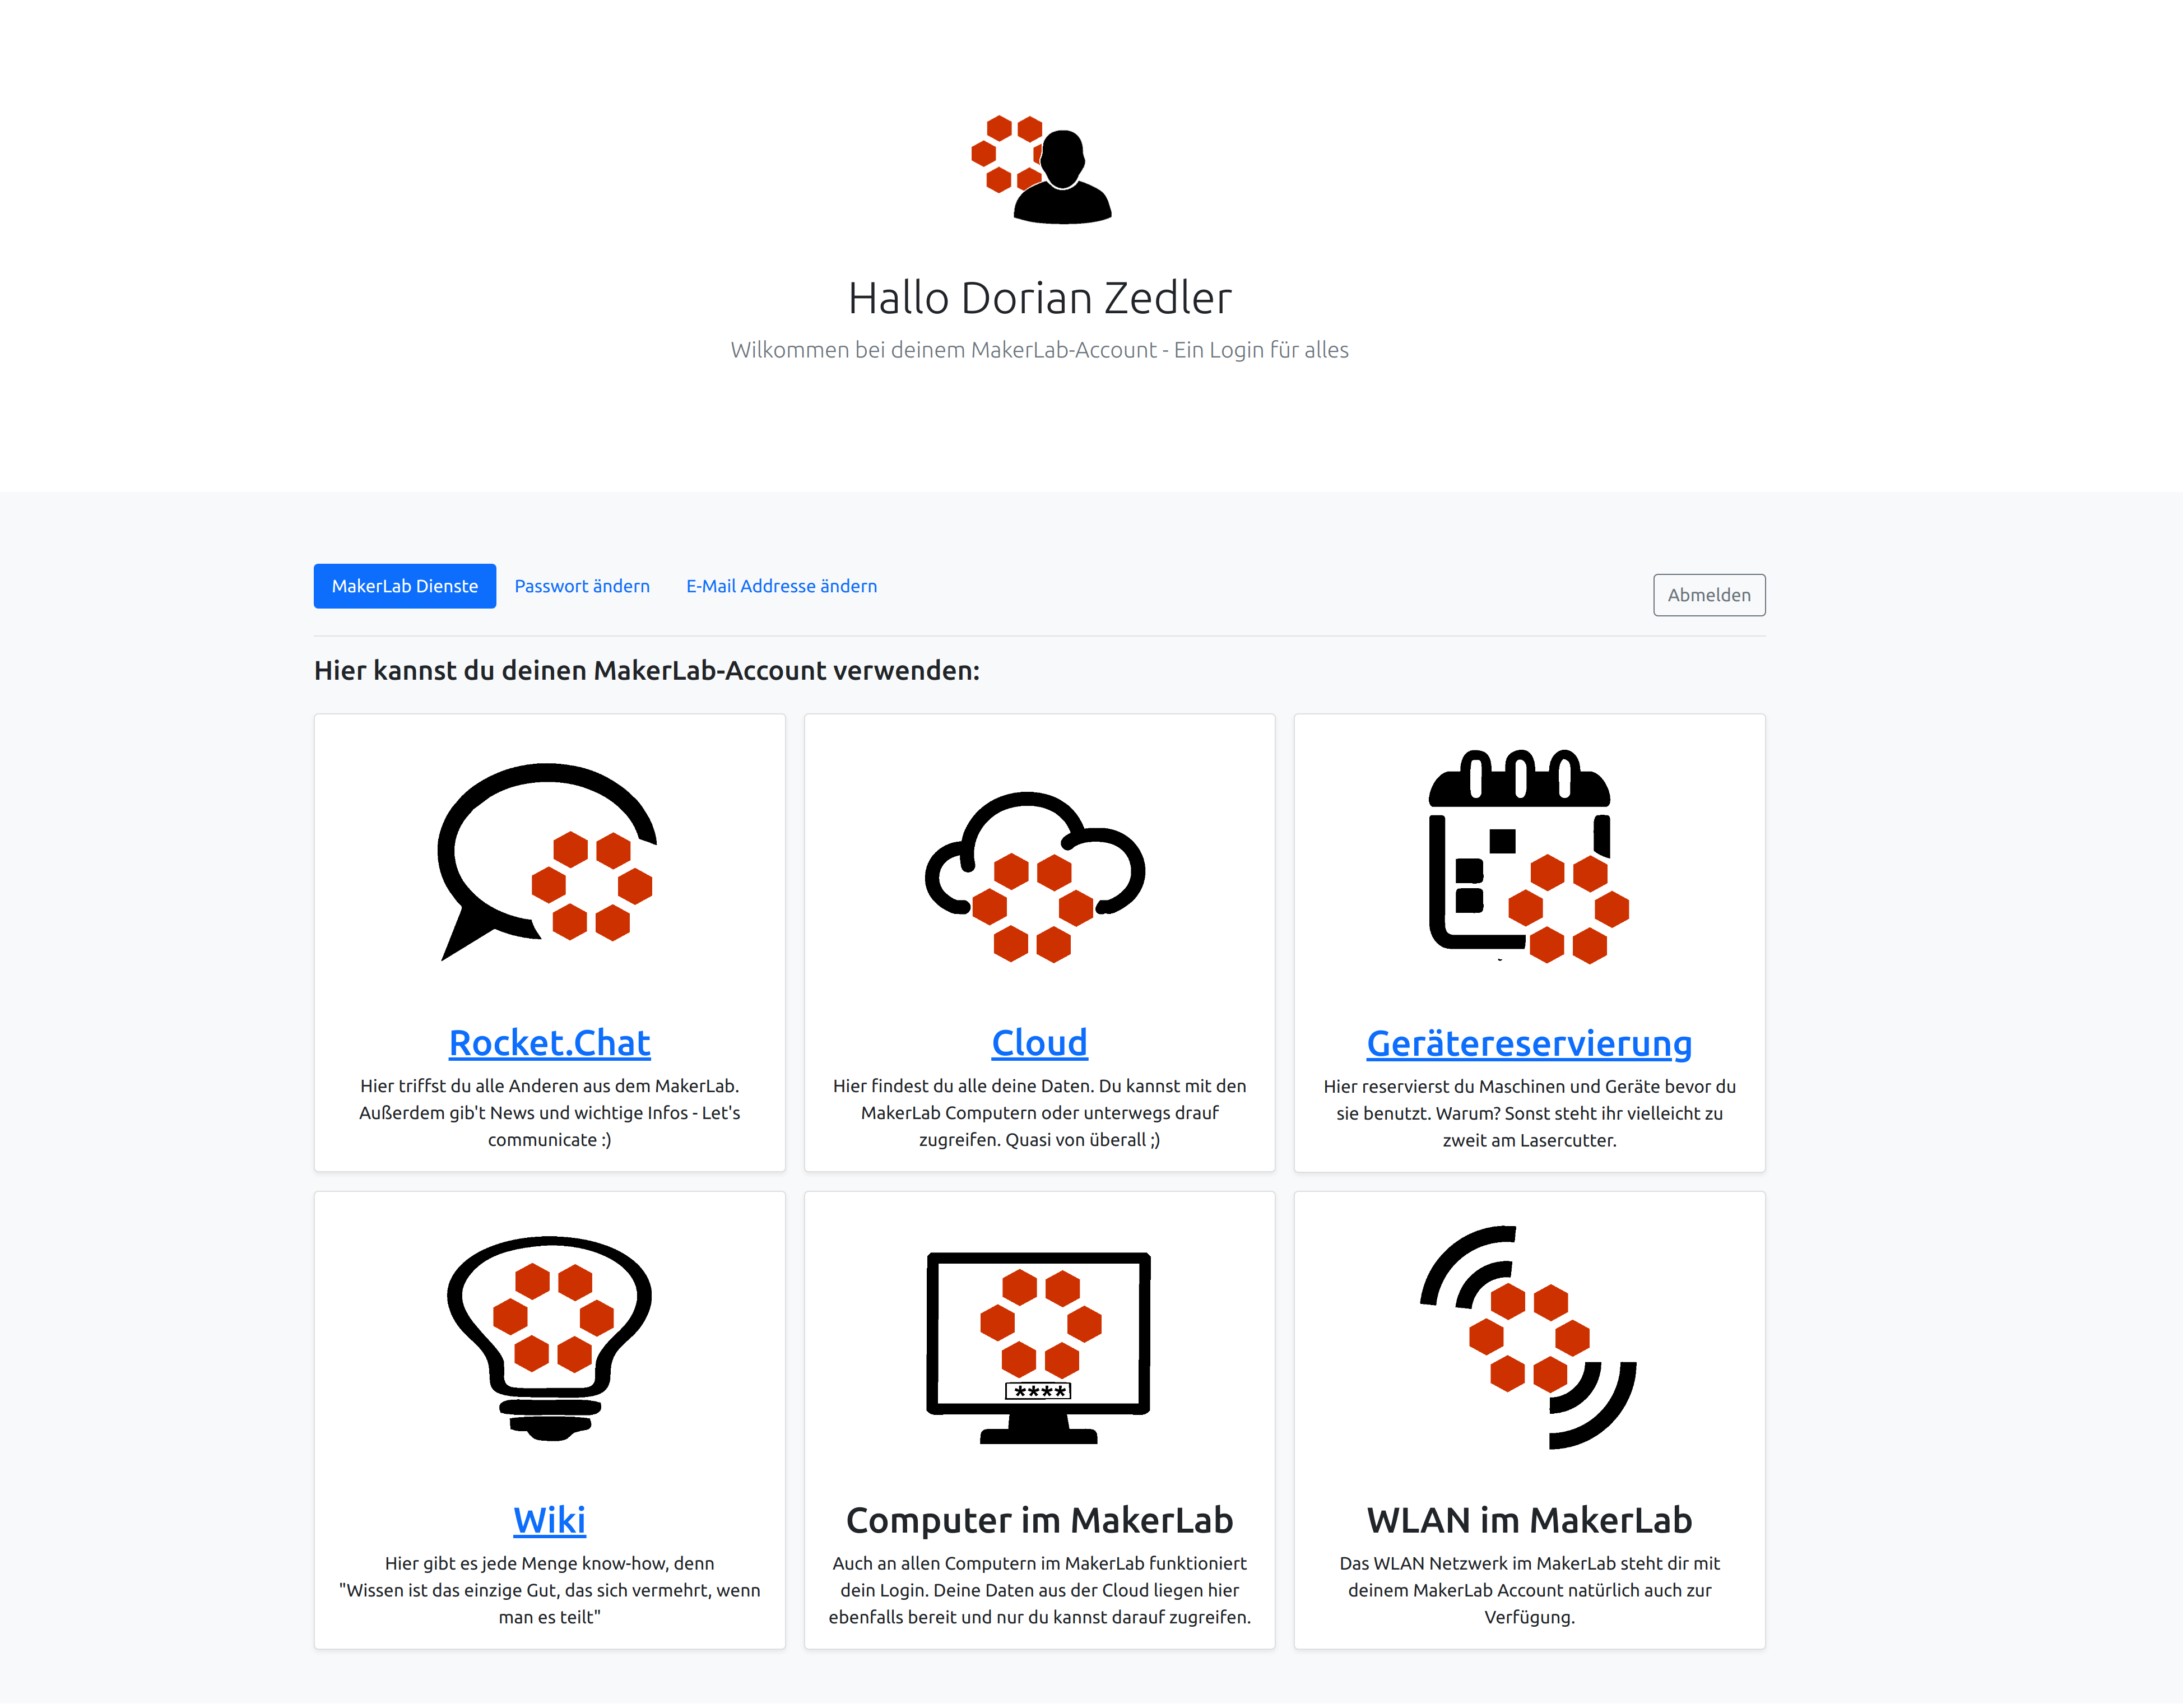 Hallo Dorian Zedler
Wilkommen bei deinem MakerLab-Account - Ein Login für alles
MakerLab Dienste
Passwort ändern
E-Mail Addresse ändern
Abmelden
Hier kannst du deinen MakerLab-Account verwenden:
Rocket.Chat
Hier triffst du alle Anderen aus dem MakerLab.
Außerdem gib't News und wichtige Infos - Let's
communicate :)
Cloud
Hier findest du alle deine Daten. Du kannst mit den
MakerLab Computern oder unterwegs drauf
zugreifen. Quasi von überall ;)
Gerätereservierung
Hier reservierst du Maschinen und Geräte bevor du
sie benutzt. Warum? Sonst steht ihr vielleicht zu
zweit am Lasercutter.
Wiki
Hier gibt es jede Menge know-how, denn
"Wissen ist das einzige Gut, das sich vermehrt, wenn
man es teilt"
****
Computer im MakerLab
Auch an allen Computern im MakerLab funktioniert
dein Login. Deine Daten aus der Cloud liegen hier
ebenfalls bereit und nur du kannst darauf zugreifen.
WLAN im MakerLab
Das WLAN Netzwerk im MakerLab steht dir mit
deinem MakerLab Account natürlich auch zur
Verfügung.